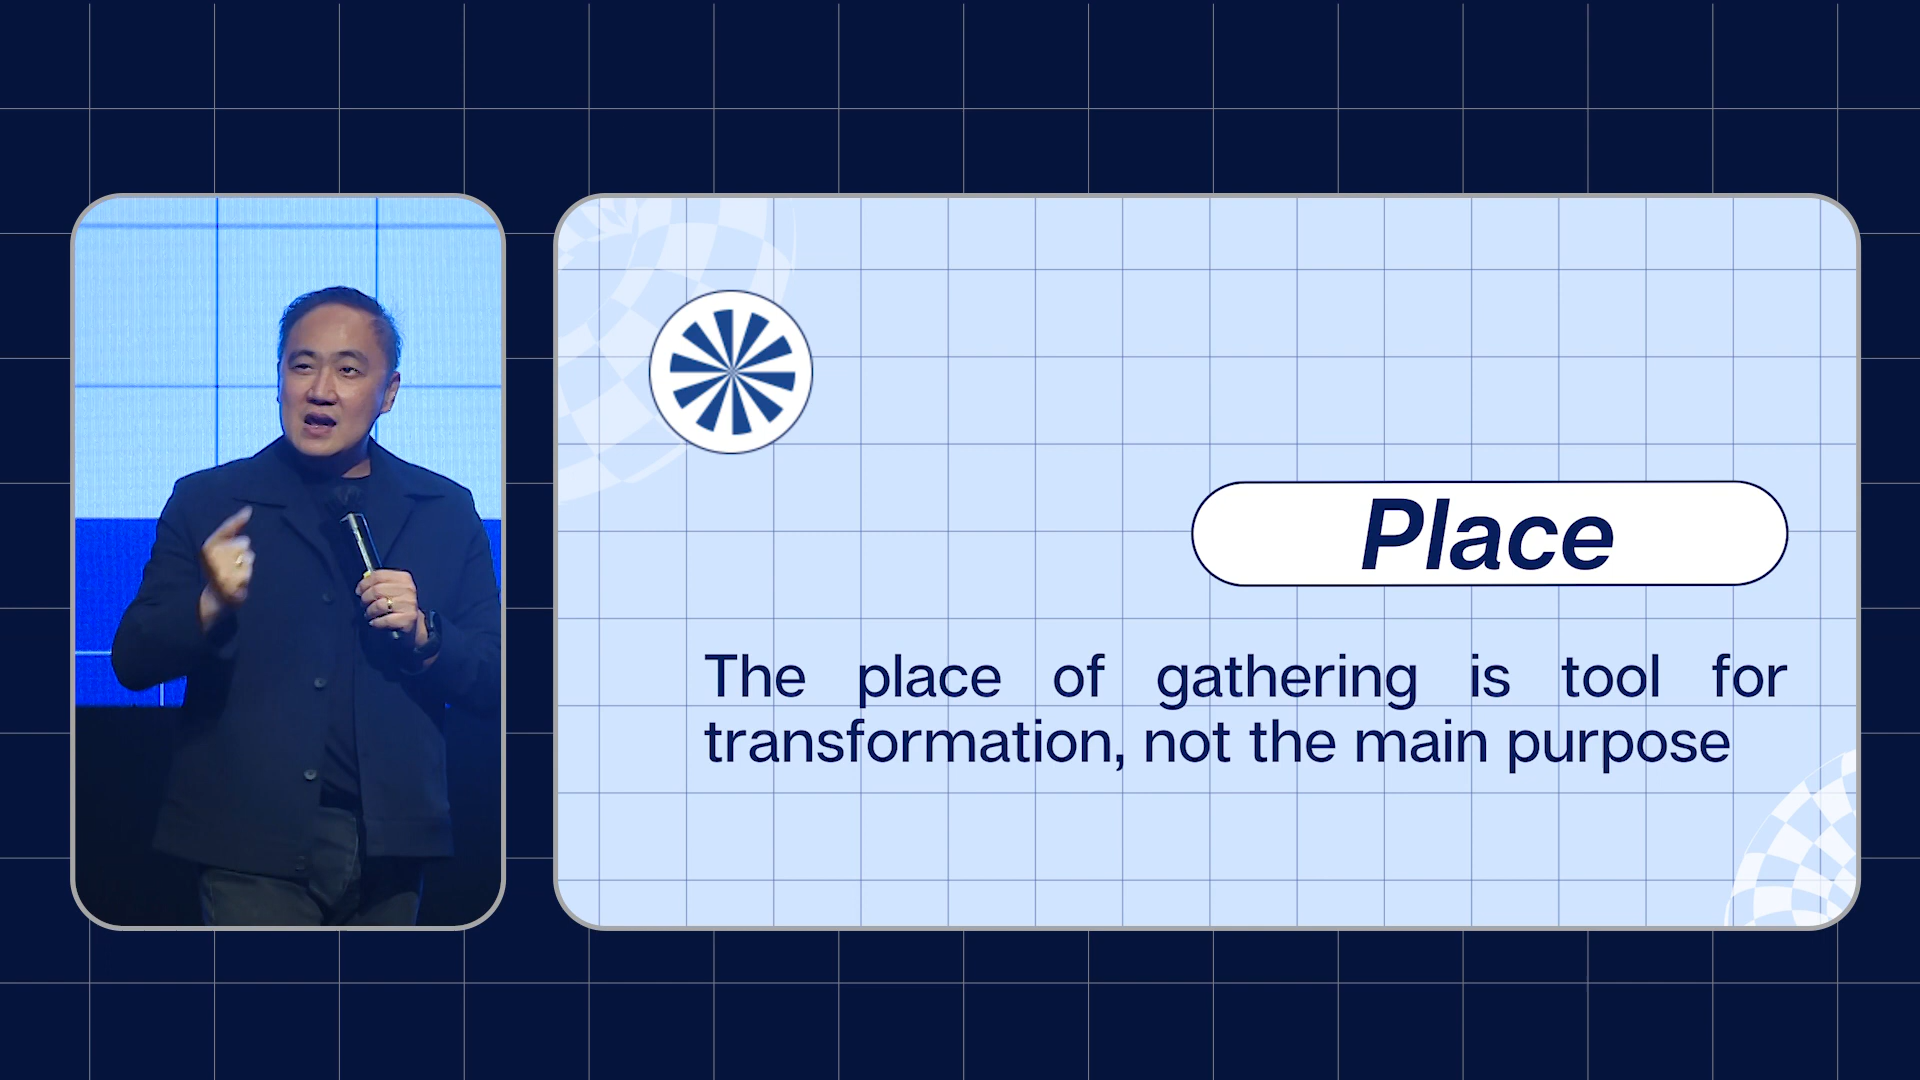 Place
The place of gathering is tool for
transformation, not the main purpose